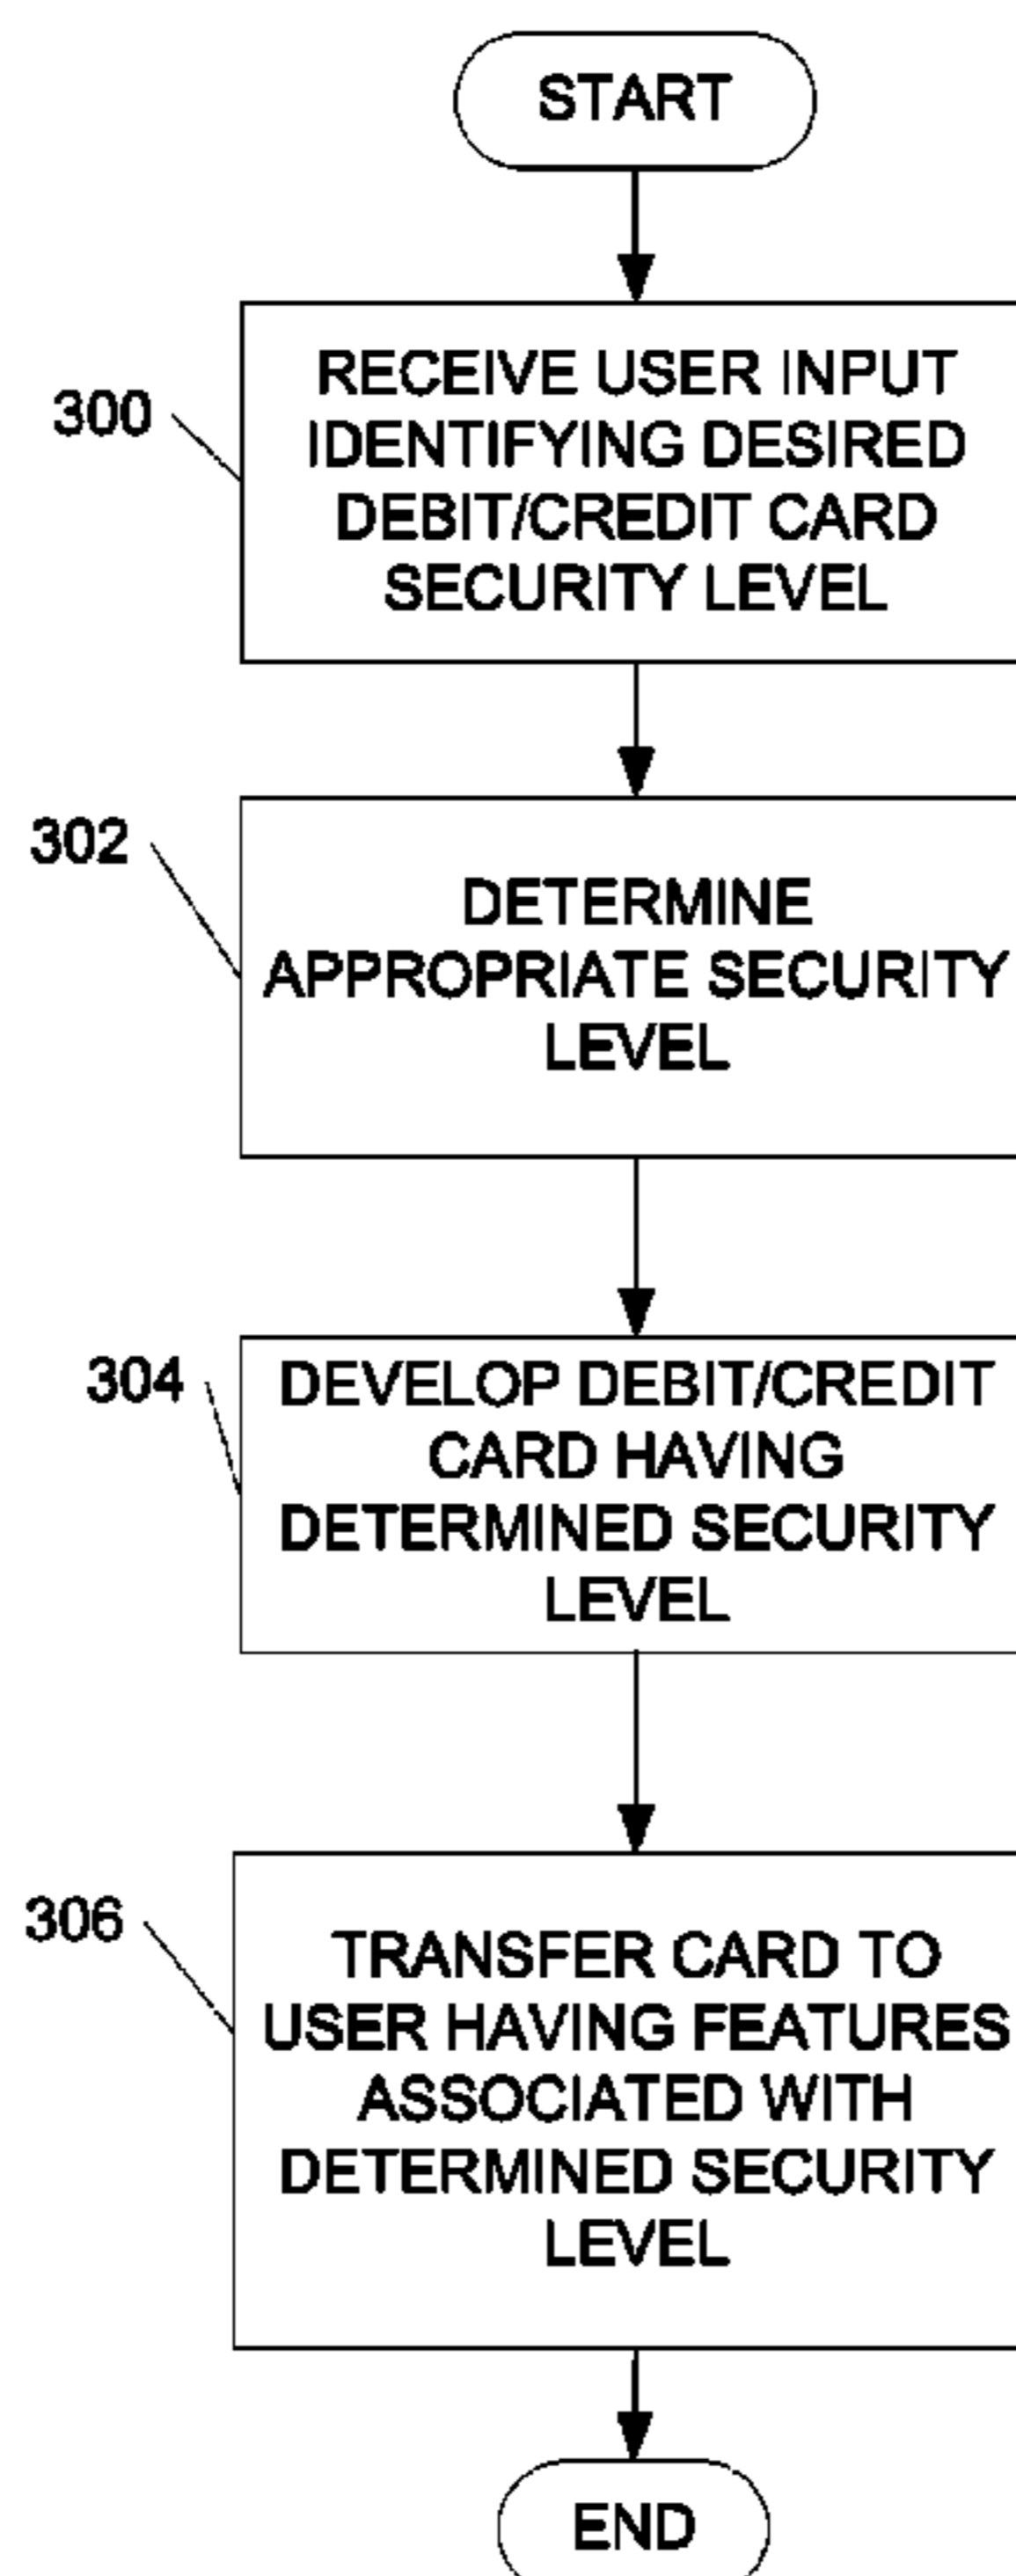 START
300
RECEIVE USER INPUT
IDENTIFYING DESIRED
DEBIT/CREDIT CARD
SECURITY LEVEL
302
DETERMINE
APPROPRIATE SECURITY
LEVEL
304
DEVELOP DEBIT/CREDIT
CARD HAVING
DETERMINED SECURITY
LEVEL
306
TRANSFER CARD TO
USER HAVING FEATURES
ASSOCIATED WITH
DETERMINED SECURITY
LEVEL
END